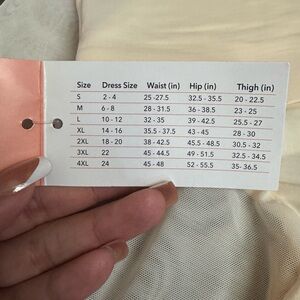 Size Dress Size Waist (in) Hip (in) Thigh (in)
S 2 - 4 25 -27.5 32.5 - 35.5 20 - 22.5
M 6 - 8 28 - 31.5 36 - 38.5 23 - 25
L 10 - 12 32 - 35 39 - 42.5 25.5 - 27
XL 14 - 16 35.5 - 37.5 43 - 45 28 - 30
2XL 18 - 20 38 - 42.5 45.5 - 48.5 30.5 - 32
3XL 22 45 - 44.5 49 - 51.5 32.5 - 34.5
4XL 24 45 - 48 52 - 55.5 35 - 36.5